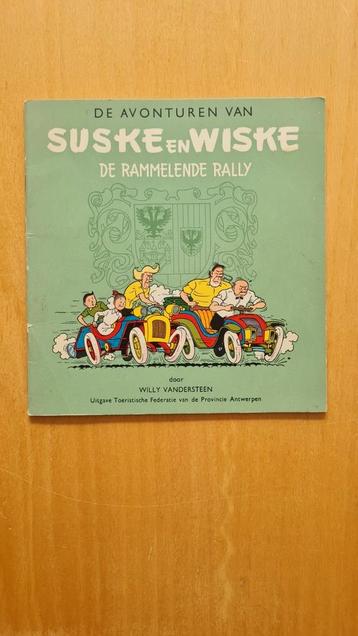 DE AVONTUREN VAN
SUSKE EN WISKE
DE RAMMELENDE RALLY
door
WILLY VANDERSTEEN
Uitgave Toeristische Federatie van de Provincie Antwerpen